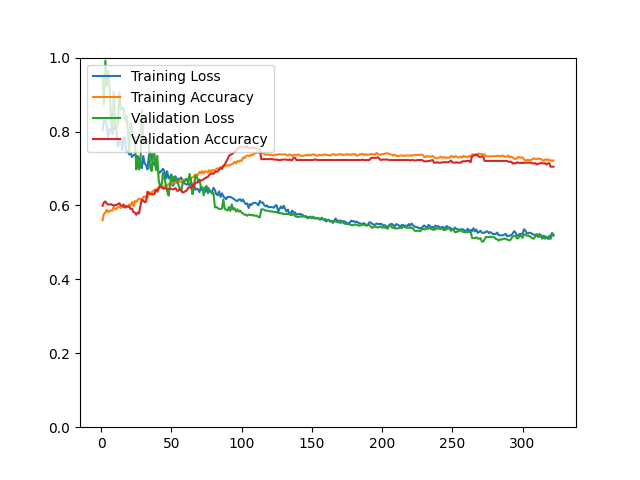 1.0
0.8
0.6
0.4
0.2
0.0
Training Loss
Training Accuracy
Validation Loss
Validation Accuracy
0 50 100 150 200 250 300